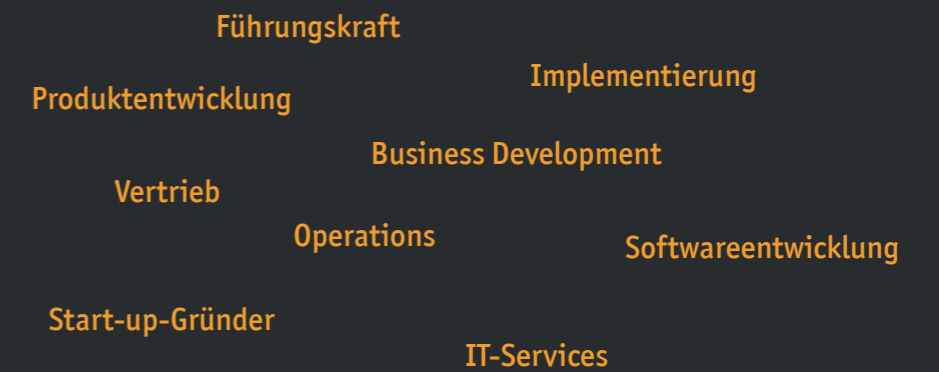 Führungskraft
Implementierung
Produktentwicklung
Business Development
Vertrieb
Operations
Softwareentwicklung
Start-up-Gründer
IT-Services